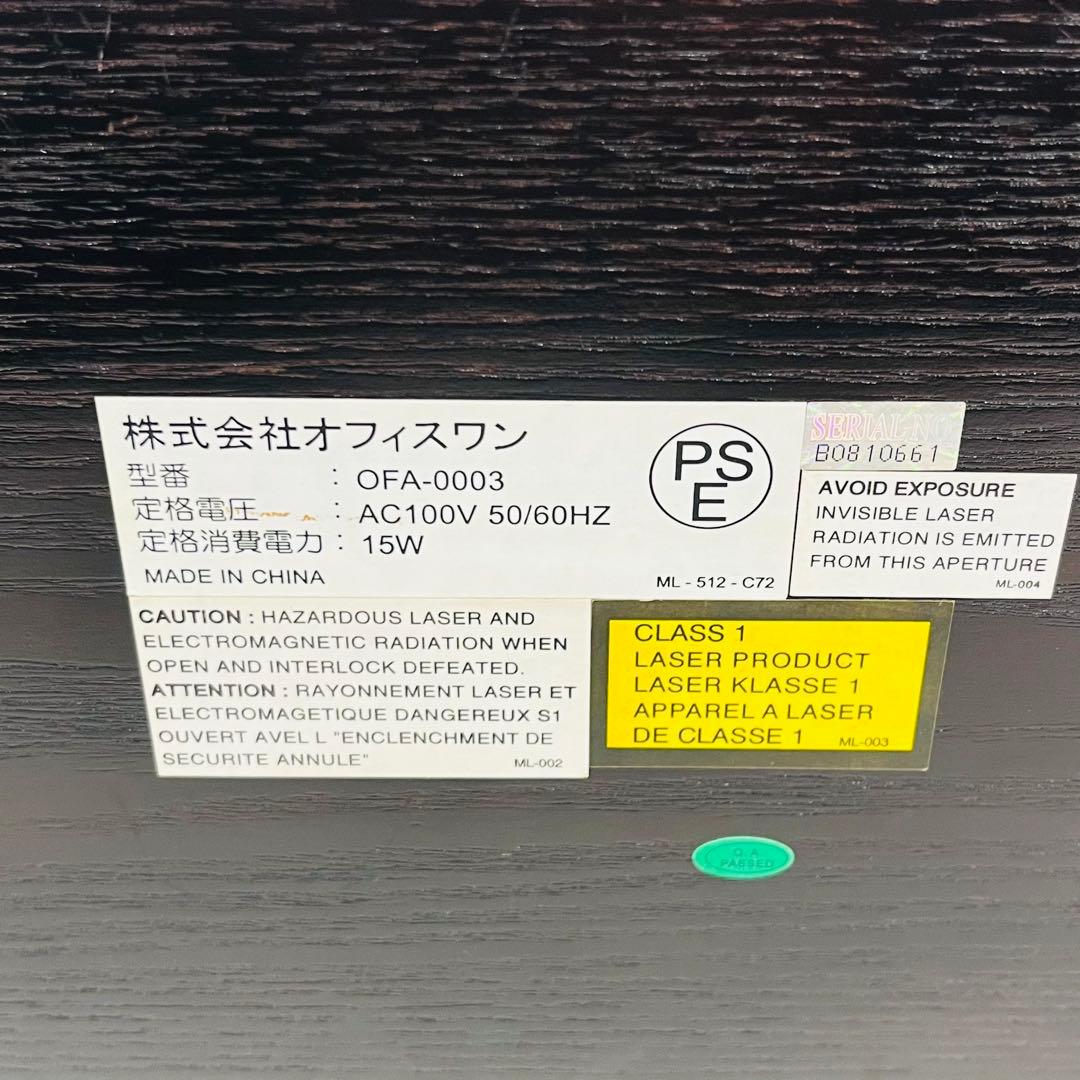 株式会社オフィスワン
型番 : OFA-0003
定格電圧 : AC100V 50/60HZ
定格消費電力 : 15W
MADE IN CHINA
ML - 512 - C72
PS
E
SERIAL NO
B0810661
AVOID EXPOSURE
INVISIBLE LASER
RADIATION IS EMITTED
FROM THIS APERTURE
ML-004
CAUTION : HAZARDOUS LASER AND
ELECTROMAGNETIC RADIATION WHEN
OPEN AND INTERLOCK DEFEATED.
ATTENTION : RAYONNEMENT LASER ET
ELECTROMAGETIQUE DANGEREUX S1
OUVERT AVEL L "ENCLENCHMENT DE
SECURITE ANNULE"
ML-002
CLASS 1
LASER PRODUCT
LASER KLASSE 1
APPAREL A LASER
DE CLASSE 1
ML-003
Q.A
PASSED